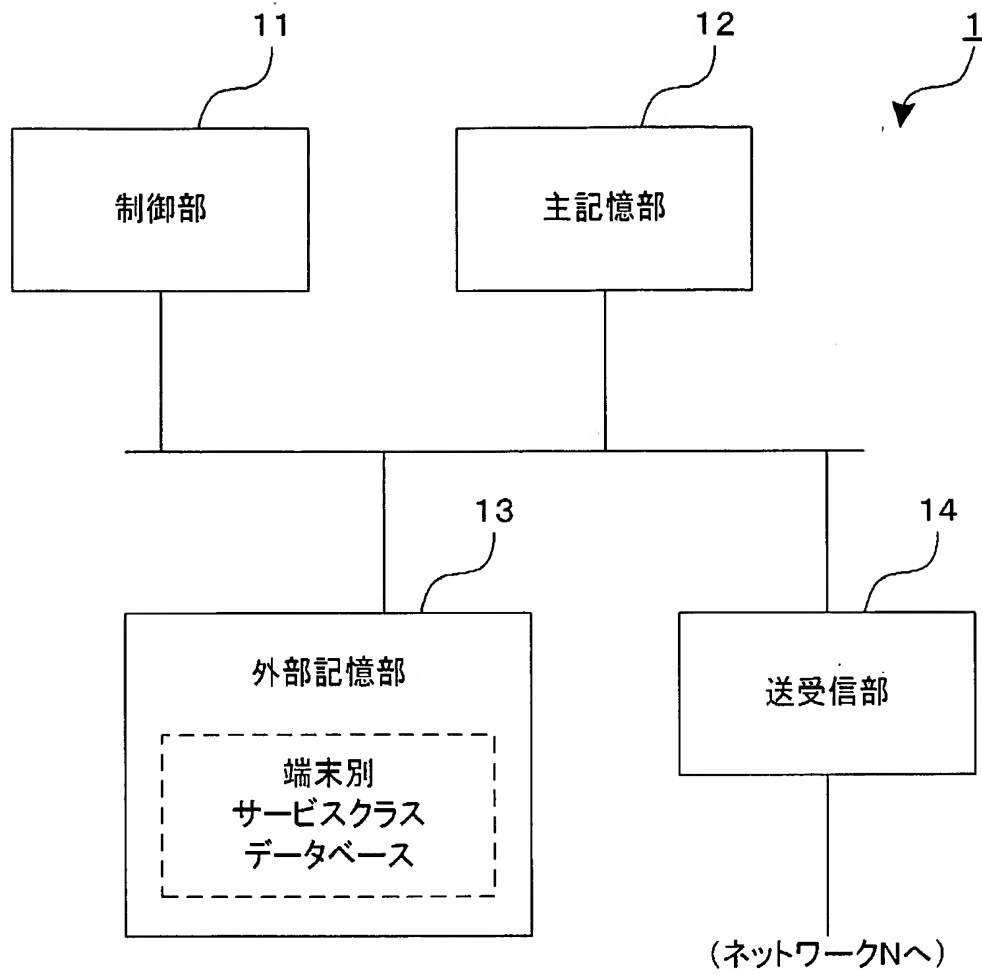 11
12
1
制御部
主記憶部
13
14
外部記憶部
送受信部
端末別
サービスクラス
データベース
(ネットワークNへ)